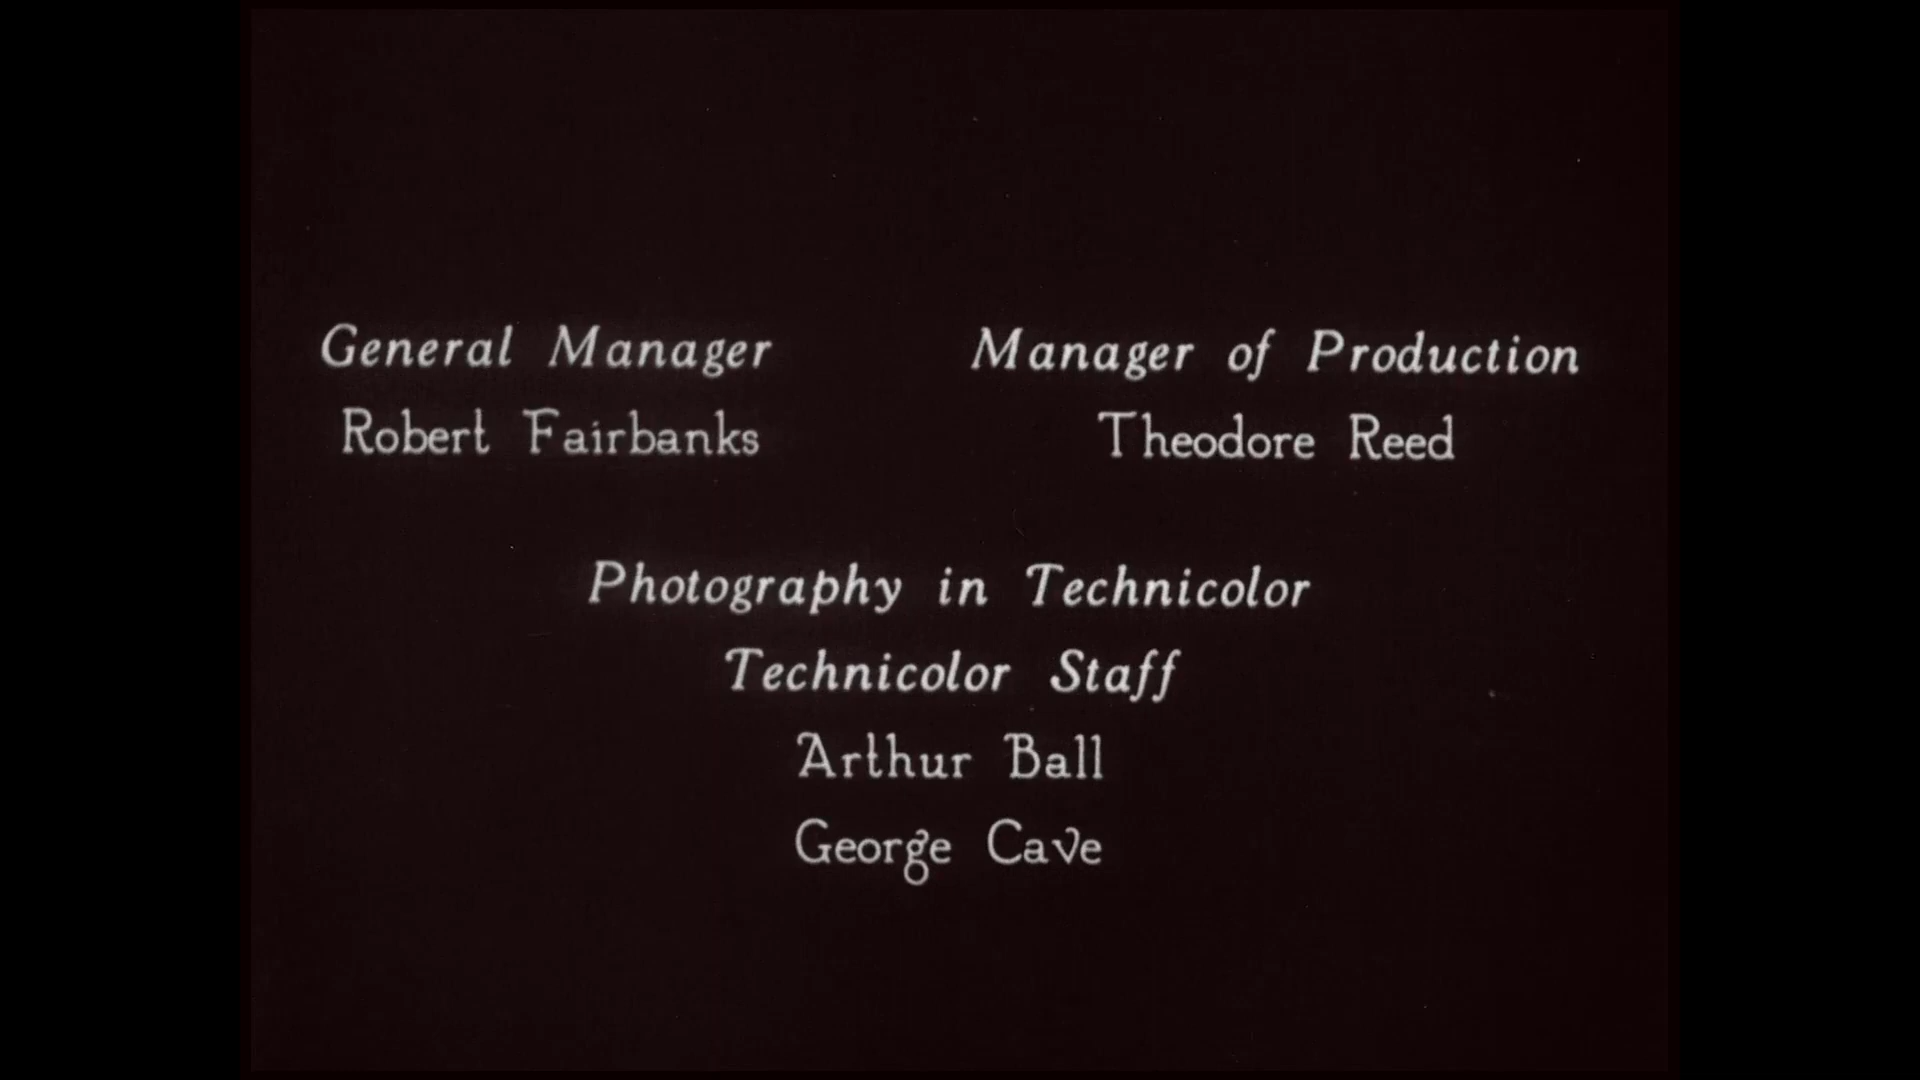 General Manager
Robert Fairbanks
Manager of Production
Theodore Reed
Photography in Technicolor
Technicolor Staff
Arthur Ball
George Cave